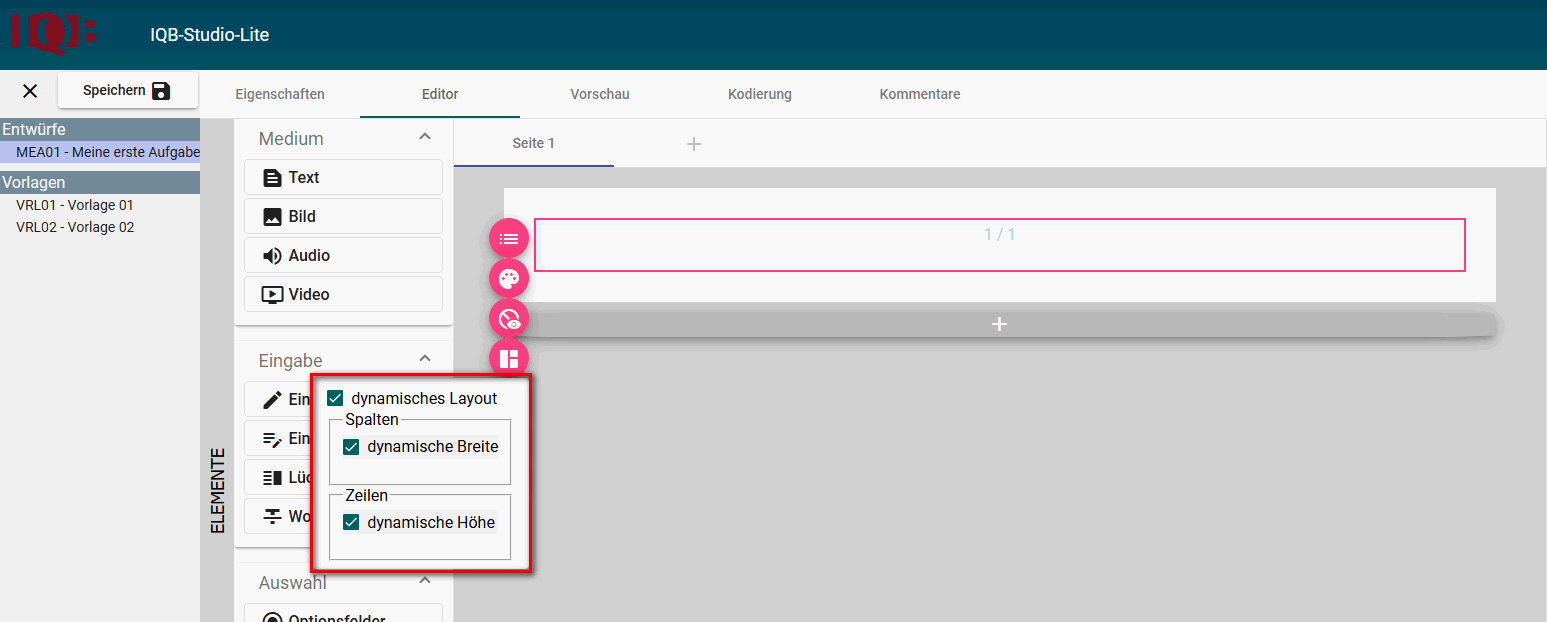 IQB:
IQB-Studio-Lite
Speichern
Eigenschaften
Editor
Vorschau
Kodierung
Kommentare
Entwürfe
MEA01 - Meine erste Aufgabe
Vorlagen
VRL01 - Vorlage 01
VRL02 - Vorlage 02
ELEMENTE
Medium
Text
Bild
Audio
Video
Eingabe
Ein
Ein
Lüc
Wo
Auswahl
Optionsfelder
Seite 1
1 / 1
dynamisches Layout
Spalten
dynamische Breite
Zeilen
dynamische Höhe